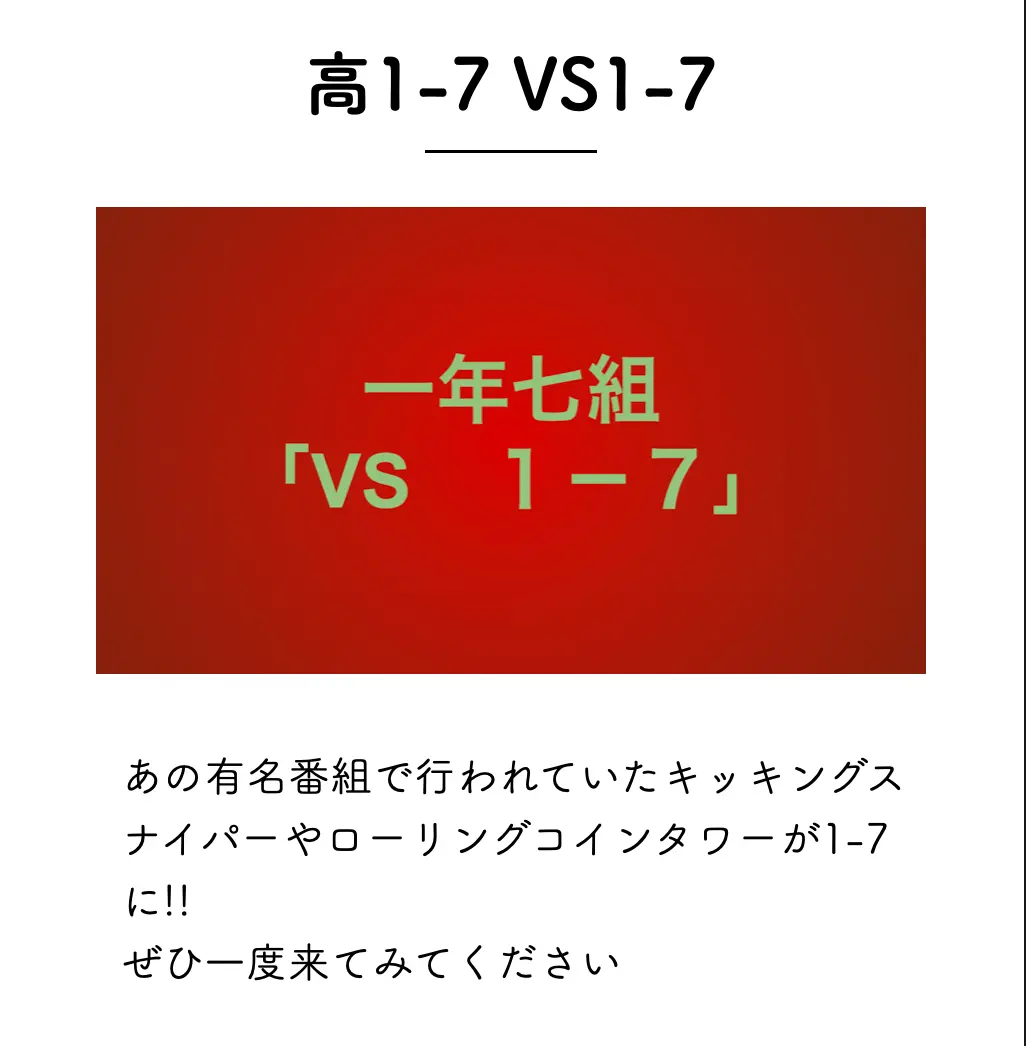 高1-7 VS1-7
一年七組
「VS　１－７」
あの有名番組で行われていたキッキングス
ナイパーやローリングコインタワーが1-7
に!!
ぜひ一度来てみてください